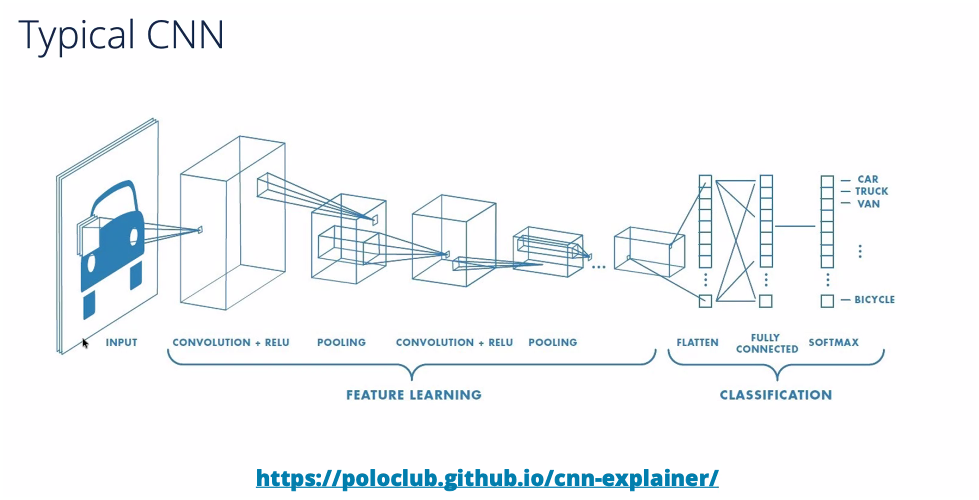 Typical CNN
CAR
TRUCK
VAN
BICYCLE
INPUT
CONVOLUTION + RELU
POOLING
CONVOLUTION + RELU
POOLING
FLATTEN
FULLY
CONNECTED
SOFTMAX
FEATURE LEARNING
CLASSIFICATION
https://poloclub.github.io/cnn-explainer/